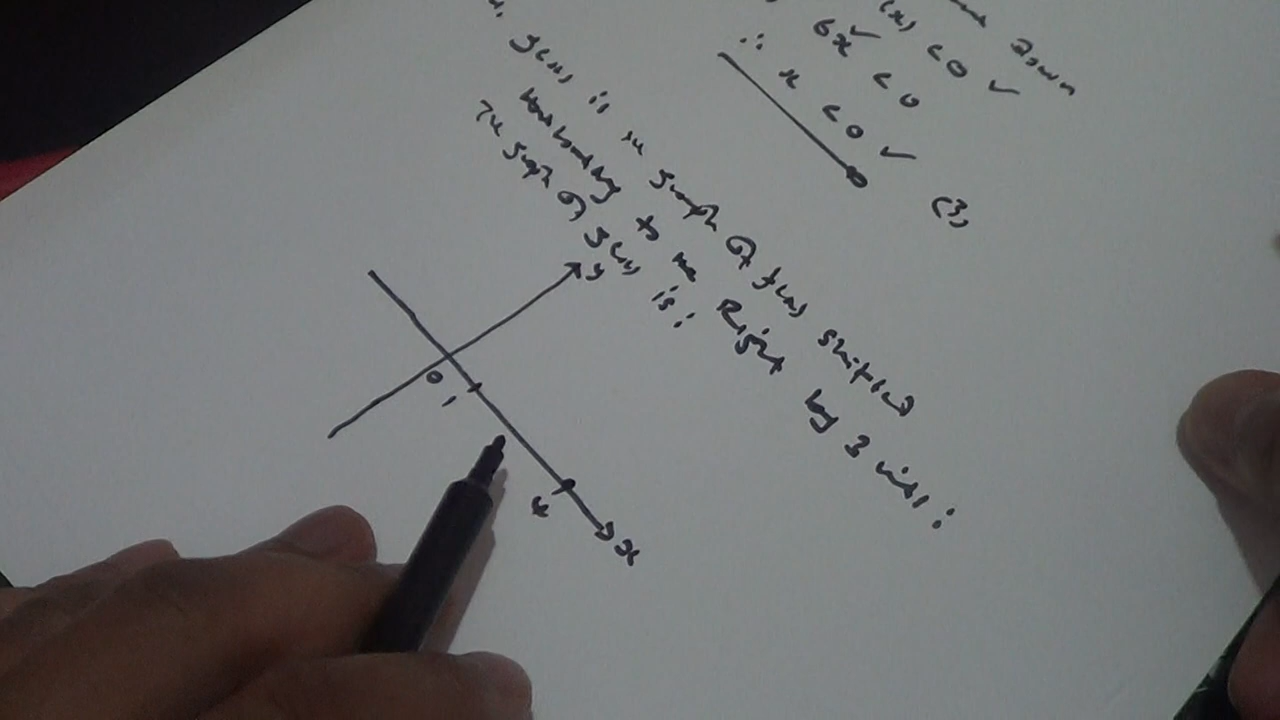 down
(x) < 0 ✓
6x < 0
∴ x < 0 ✓ (3)
g(x) is the graph of f(x) shifted
horizontally to the Right by 3 units:
The graph of g(x) is:
y
0
1
4
x